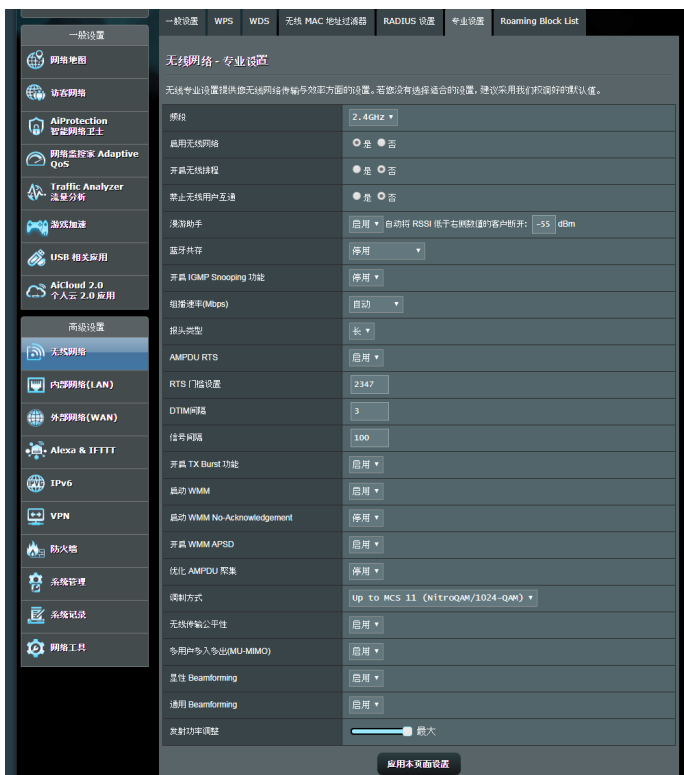 一般设置 WPS WDS 无线 MAC 地址过滤器 RADIUS 设置 专业设置 Roaming Block List
一般设置
网络地图
访客网络
AiProtection
智能网络卫士
网络监控家 Adaptive
QoS
Traffic Analyzer
流量分析
游戏加速
USB 相关应用
AiCloud 2.0
个人云 2.0 应用
高级设置
无线网络
内部网络(LAN)
外部网络(WAN)
Alexa & IFTTT
IPv6
VPN
防火墙
系统管理
系统记录
网络工具
无线网络 - 专业设置
无线专业设置提供您无线网络传输与效率方面的设置。若您没有选择适合的设置, 建议采用我们权调好的默认值。
频段 2.4GHz
启用无线网络 是 否
开启无线排程 是 否
禁止无线用户互通 是 否
漫游助手 启用 自动将 RSSI 低于右侧数值的客户断开: -55 dBm
蓝牙共存 停用
开启 IGMP Snooping 功能 停用
组播速率(Mbps) 自动
报头类型 长
AMPDU RTS 启用
RTS 门槛设置 2347
DTIM间隔 3
信号间隔 100
开启 TX Burst 功能 启用
启动 WMM 启用
启动 WMM No-Acknowledgement 停用
开启 WMM APSD 启用
优化 AMPDU 聚集 停用
调制方式 Up to MCS 11 (NitroQAM/1024-QAM)
无线传输公平性 启用
多用户多入多出(MU-MIMO) 启用
显性 Beamforming 启用
通用 Beamforming 启用
发射功率调整 最大
应用本页面设置